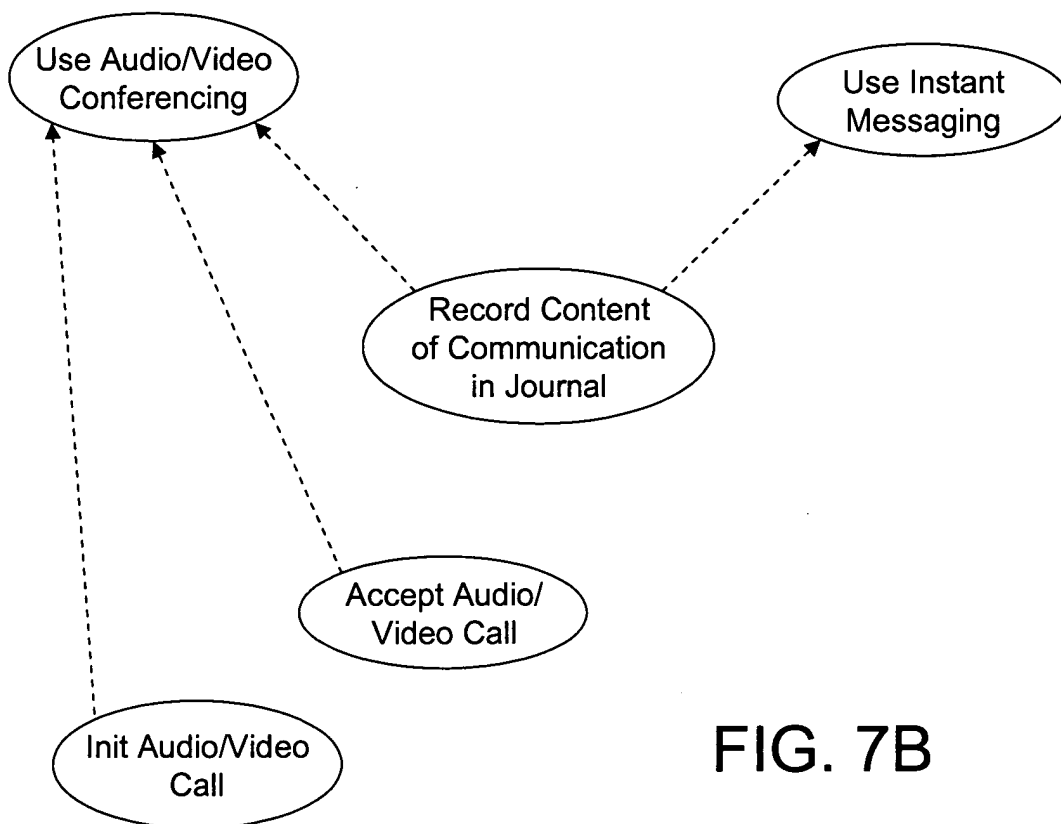 Use Audio/Video
Conferencing
Use Instant
Messaging
Record Content
of Communication
in Journal
Accept Audio/
Video Call
Init Audio/Video
Call
FIG. 7B